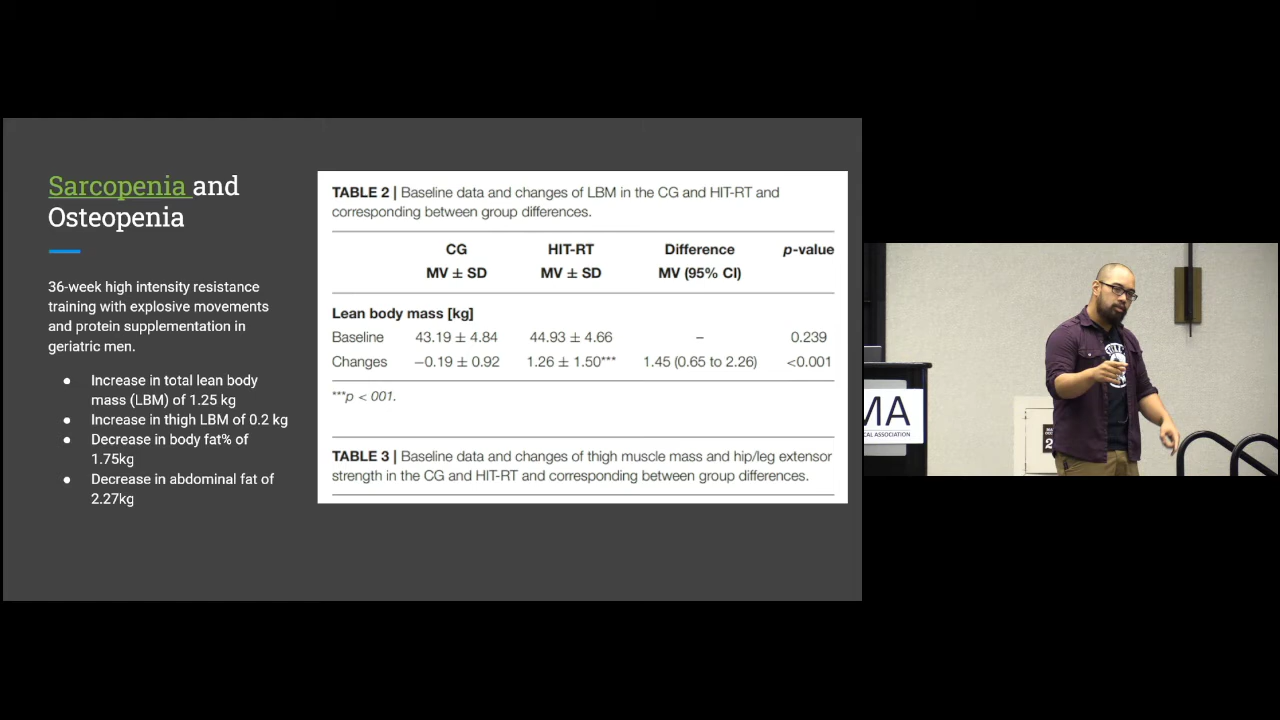 Sarcopenia and
Osteopenia
36-week high intensity resistance
training with explosive movements
and protein supplementation in
geriatric men.
● Increase in total lean body
mass (LBM) of 1.25 kg
● Increase in thigh LBM of 0.2 kg
● Decrease in body fat% of
1.75kg
● Decrease in abdominal fat of
2.27kg
TABLE 2 | Baseline data and changes of LBM in the CG and HIT-RT and
corresponding between group differences.
CG HIT-RT Difference p-value
MV ± SD MV ± SD MV (95% CI)
Lean body mass [kg]
Baseline 43.19 ± 4.84 44.93 ± 4.66 – 0.239
Changes −0.19 ± 0.92 1.26 ± 1.50*** 1.45 (0.65 to 2.26) <0.001
***p < 001.
TABLE 3 | Baseline data and changes of thigh muscle mass and hip/leg extensor
strength in the CG and HIT-RT and corresponding between group differences.
MA
CAL ASSOCIATION